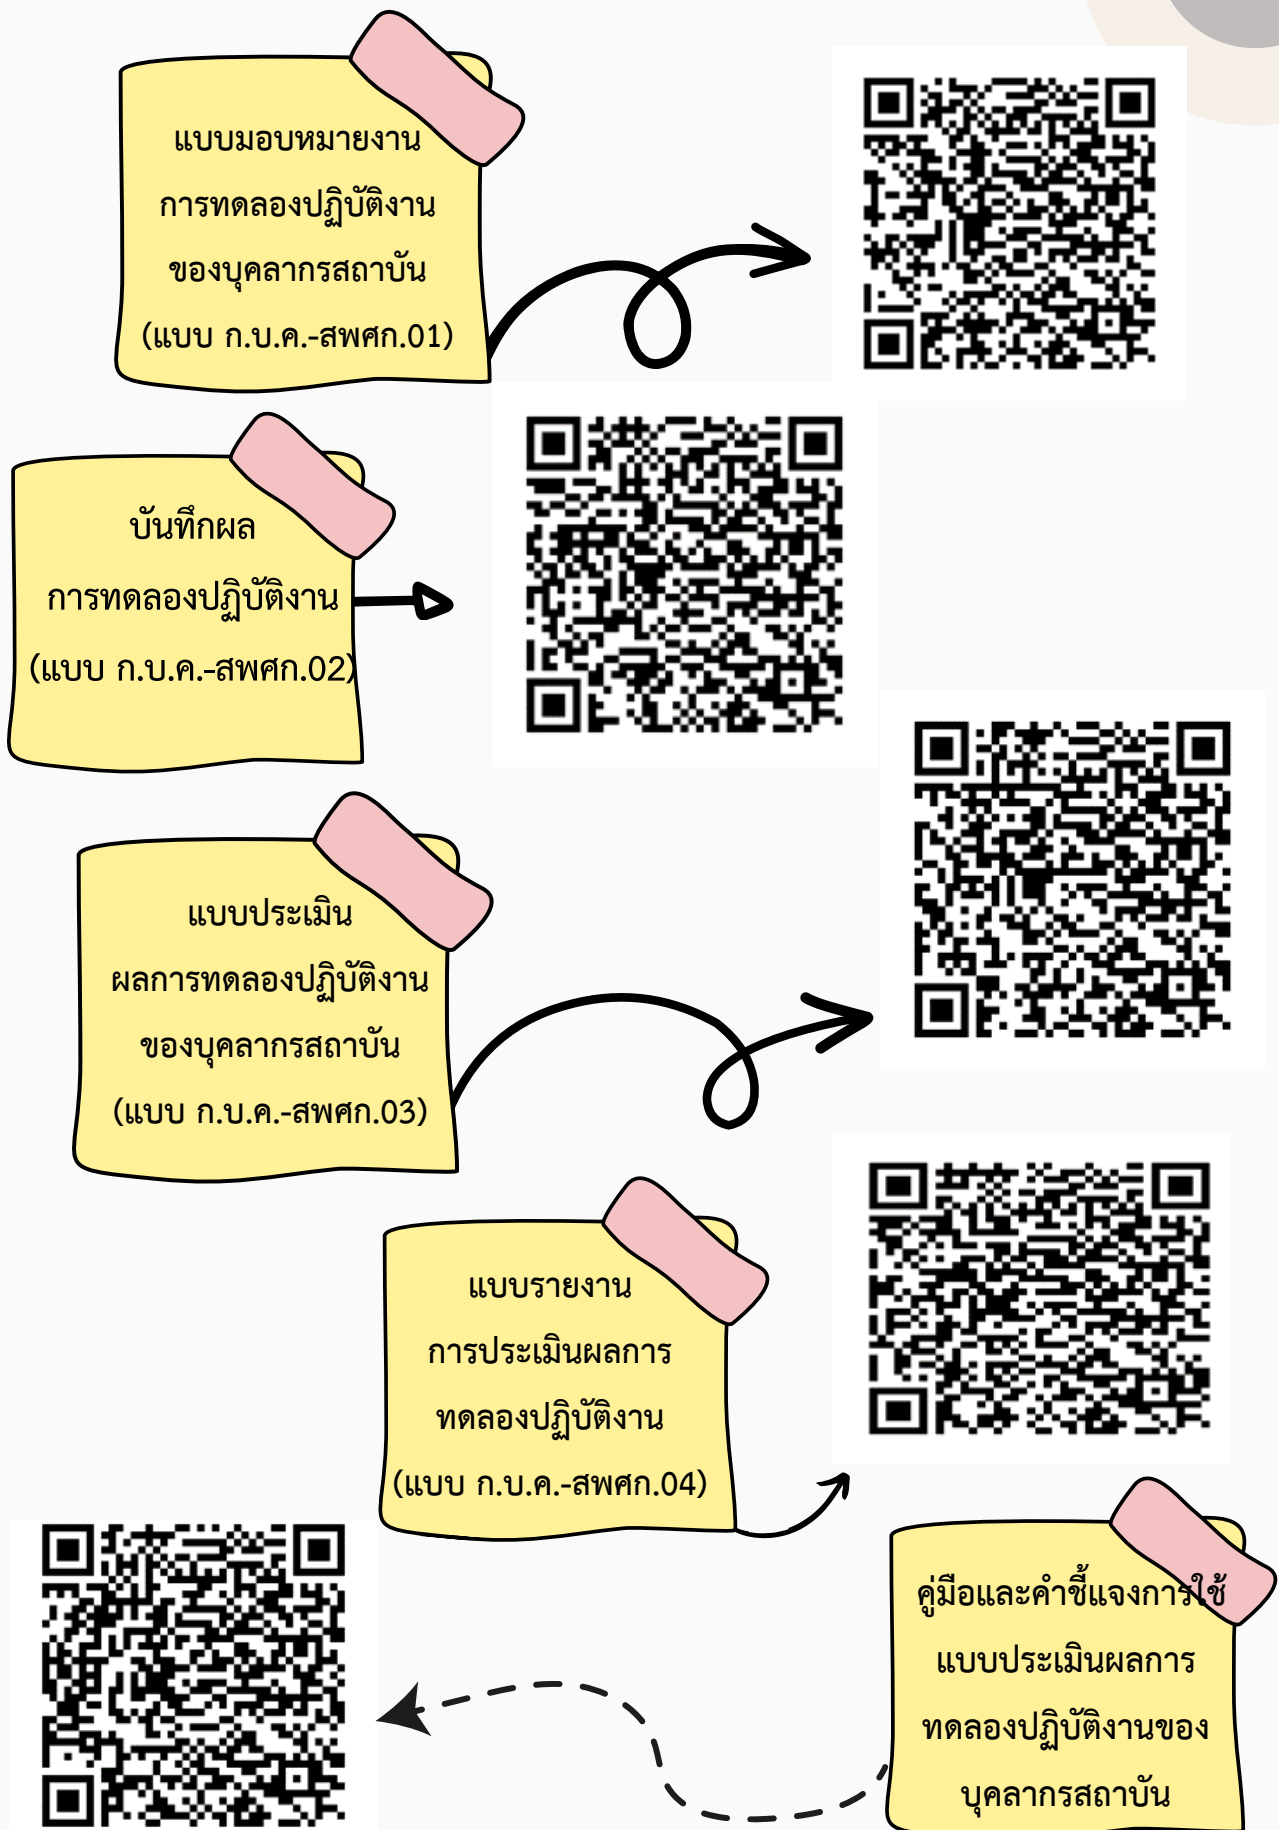 แบบมอบหมายงาน
การทดลองปฏิบัติงาน
ของบุคลากรสถาบัน
(แบบ ก.บ.ค.-สพศก.01)
บันทึกผล
การทดลองปฏิบัติงาน
(แบบ ก.บ.ค.-สพศก.02)
แบบประเมิน
ผลการทดลองปฏิบัติงาน
ของบุคลากรสถาบัน
(แบบ ก.บ.ค.-สพศก.03)
แบบรายงาน
การประเมินผลการ
ทดลองปฏิบัติงาน
(แบบ ก.บ.ค.-สพศก.04)
คู่มือและคำชี้แจงการใช้
แบบประเมินผลการ
ทดลองปฏิบัติงานของ
บุคลากรสถาบัน